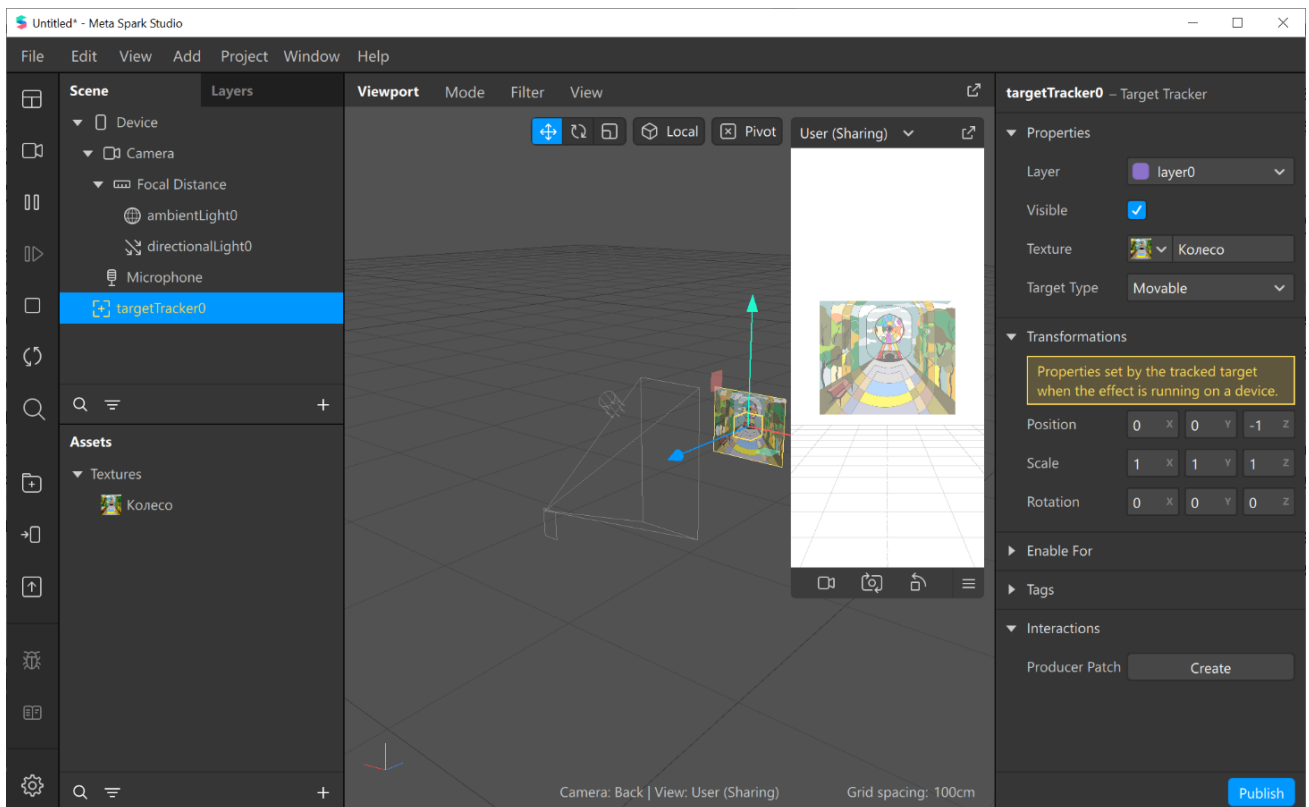 Untitled* - Meta Spark Studio
File Edit View Add Project Window Help
Scene Layers
Device
Camera
Focal Distance
ambientLight0
directionalLight0
Microphone
targetTracker0
Assets
Textures
Колесо
Viewport Mode Filter View
Local Pivot
User (Sharing)
Camera: Back | View: User (Sharing) Grid spacing: 100cm
targetTracker0 – Target Tracker
Properties
Layer layer0
Visible
Texture Колесо
Target Type Movable
Transformations
Properties set by the tracked target
when the effect is running on a device.
Position 0 X 0 Y -1 Z
Scale 1 X 1 Y 1 Z
Rotation 0 X 0 Y 0 Z
Enable For
Tags
Interactions
Producer Patch Create
Publish